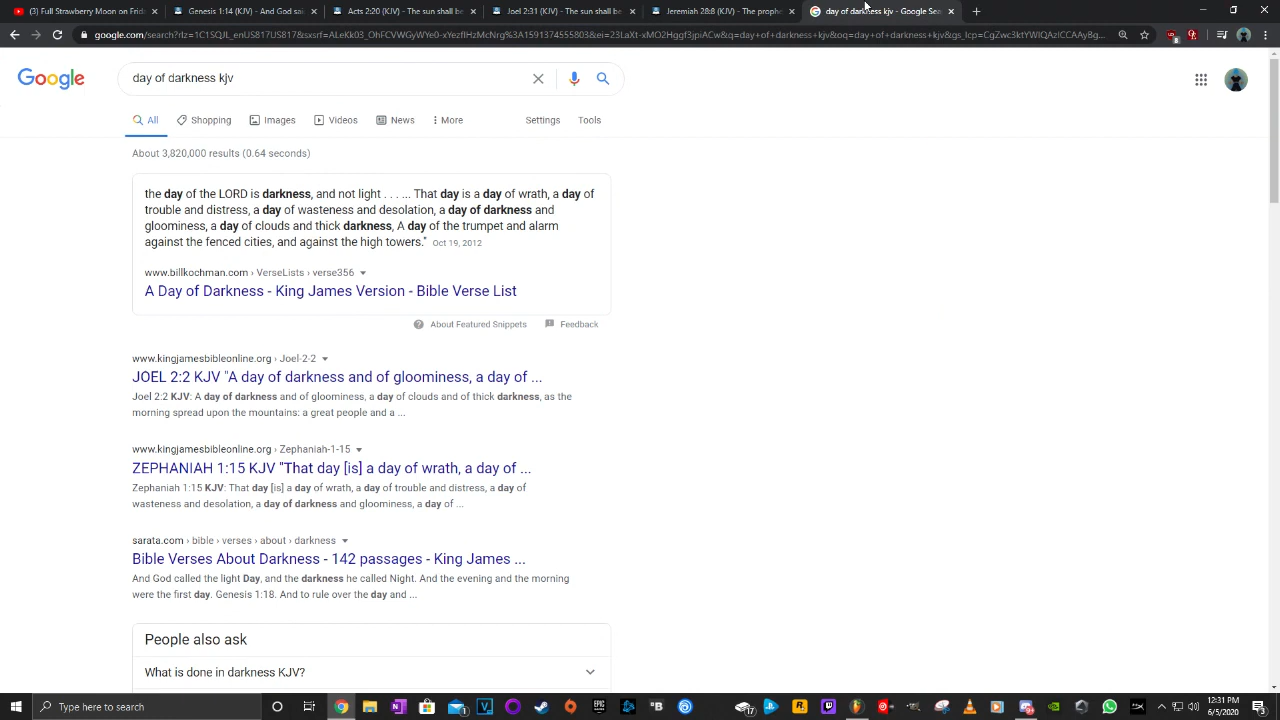 (3) Full Strawberry Moon on Frid
Genesis 1:14 (KJV) - And God sai
Acts 2:20 (KJV) - The sun shall be
Joel 2:31 (KJV) - The sun shall be
Jeremiah 28:8 (KJV) - The prophe
day of darkness kjv - Google Sea
Google
day of darkness kjv
All
Shopping
Images
Videos
News
More
Settings
Tools
About 3,820,000 results (0.64 seconds)
the day of the LORD is darkness, and not light . . . ... That day is a day of wrath, a day of
trouble and distress, a day of wasteness and desolation, a day of darkness and
gloominess, a day of clouds and thick darkness, A day of the trumpet and alarm
against the fenced cities, and against the high towers." Oct 19, 2012
www.billkochman.com › VerseLists › verse356
A Day of Darkness - King James Version - Bible Verse List
About Featured Snippets
Feedback
www.kingjamesbibleonline.org › Joel-2-2
JOEL 2:2 KJV "A day of darkness and of gloominess, a day of ...
Joel 2:2 KJV: A day of darkness and of gloominess, a day of clouds and of thick darkness, as the
morning spread upon the mountains: a great people and a ...
www.kingjamesbibleonline.org › Zephaniah-1-15
ZEPHANIAH 1:15 KJV "That day [is] a day of wrath, a day of ...
Zephaniah 1:15 KJV: That day [is] a day of wrath, a day of trouble and distress, a day of
wasteness and desolation, a day of darkness and gloominess, a day of ...
sarata.com › bible › verses › about › darkness
Bible Verses About Darkness - 142 passages - King James ...
And God called the light Day, and the darkness he called Night. And the evening and the morning
were the first day. Genesis 1:18. And to rule over the day and ...
People also ask
What is done in darkness KJV?
Type here to search
12:31 PM
6/5/2020